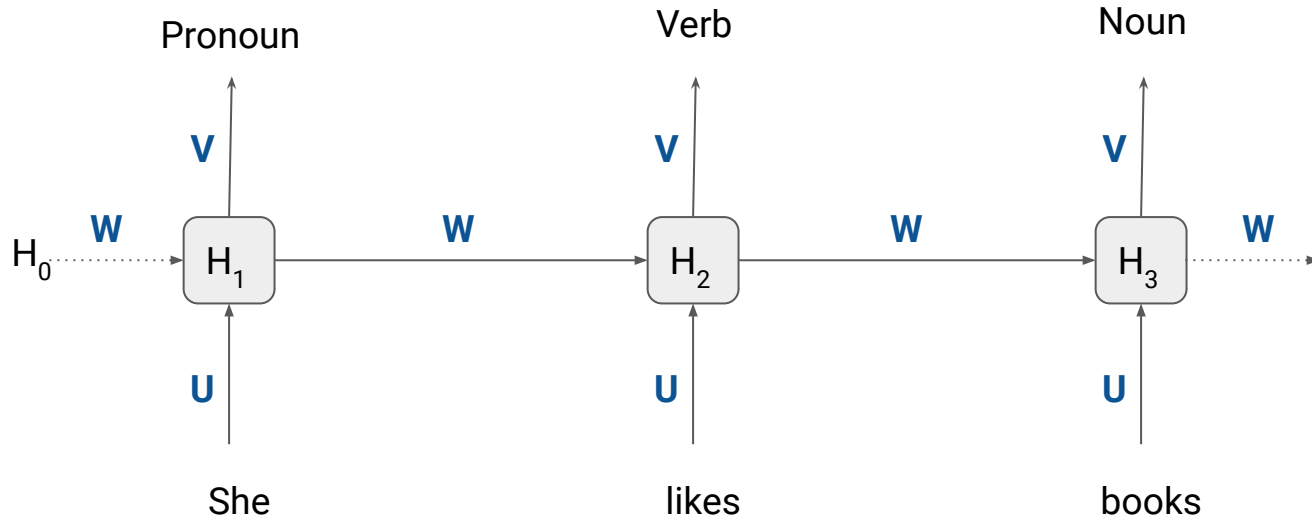 Pronoun Verb Noun
V V V
W W W W
H0 H1 H2 H3
U U U
She likes books